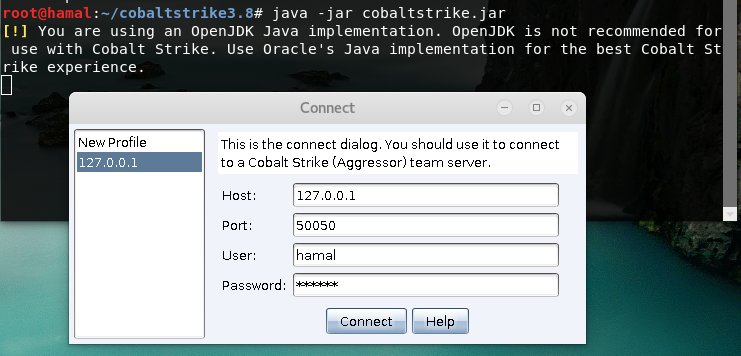 root@hamal:~/cobaltstrike3.8# java -jar cobaltstrike.jar
[!] You are using an OpenJDK Java implementation. OpenJDK is not recommended for
use with Cobalt Strike. Use Oracle's Java implementation for the best Cobalt St
rike experience.
Connect
New Profile
127.0.0.1
This is the connect dialog. You should use it to connect
to a Cobalt Strike (Aggressor) team server.
Host: 127.0.0.1
Port: 50050
User: hamal
Password: ******
Connect Help